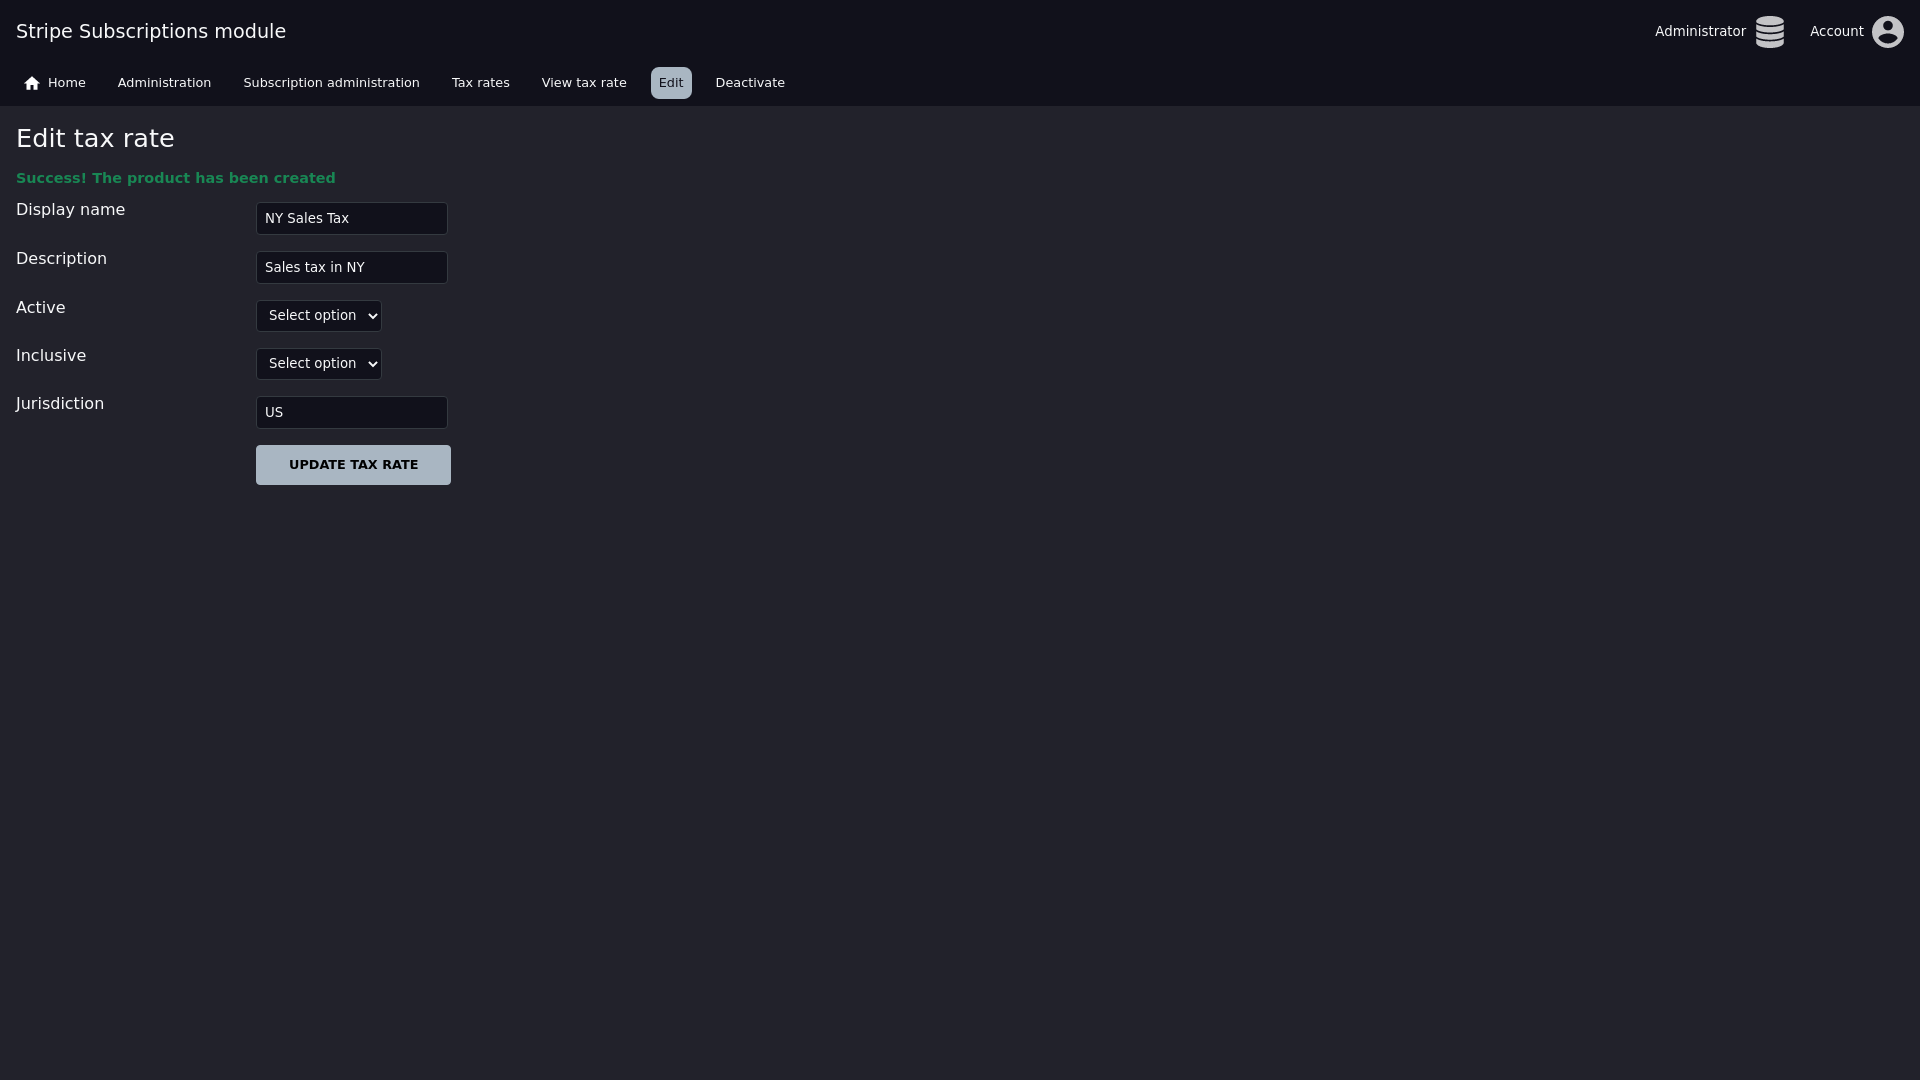 Stripe Subscriptions module
Administrator
Account
Home
Administration
Subscription administration
Tax rates
View tax rate
Edit
Deactivate
Edit tax rate
Success! The product has been created
Display name
NY Sales Tax
Description
Sales tax in NY
Active
Select option
Inclusive
Select option
Jurisdiction
US
UPDATE TAX RATE